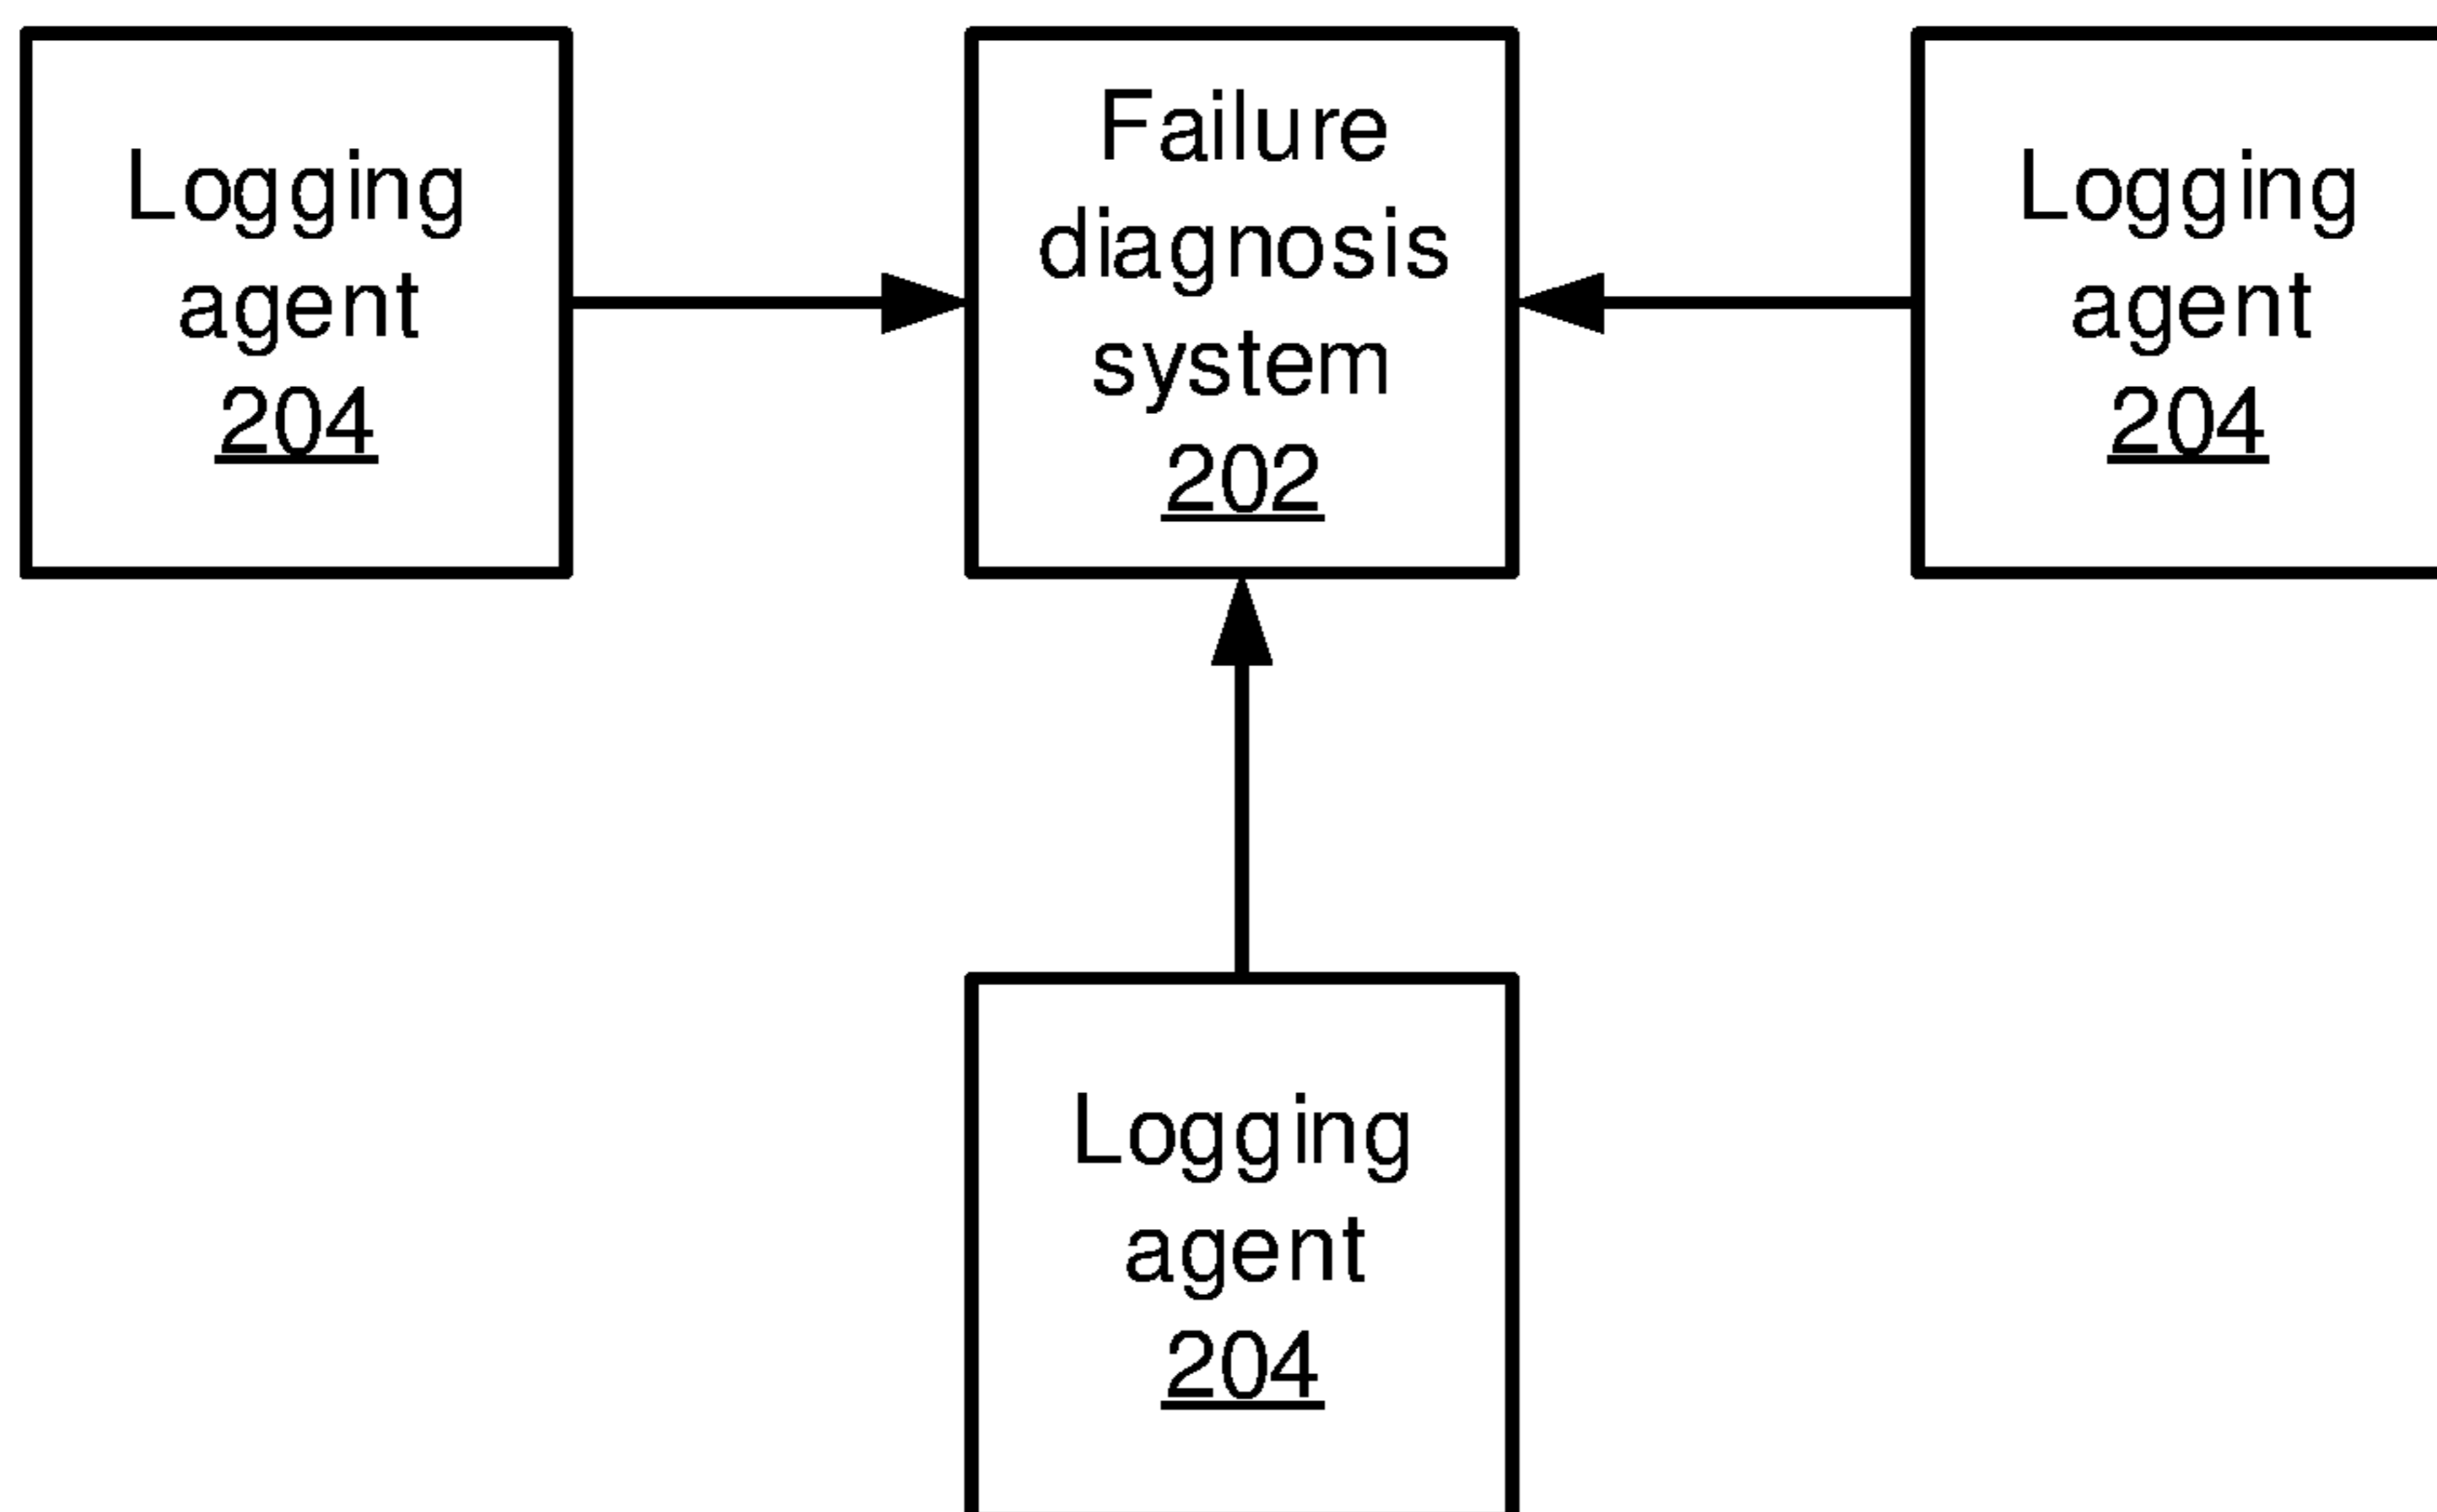 Logging
agent
204
Failure
diagnosis
system
202
Logging
agent
204
Logging
agent
204